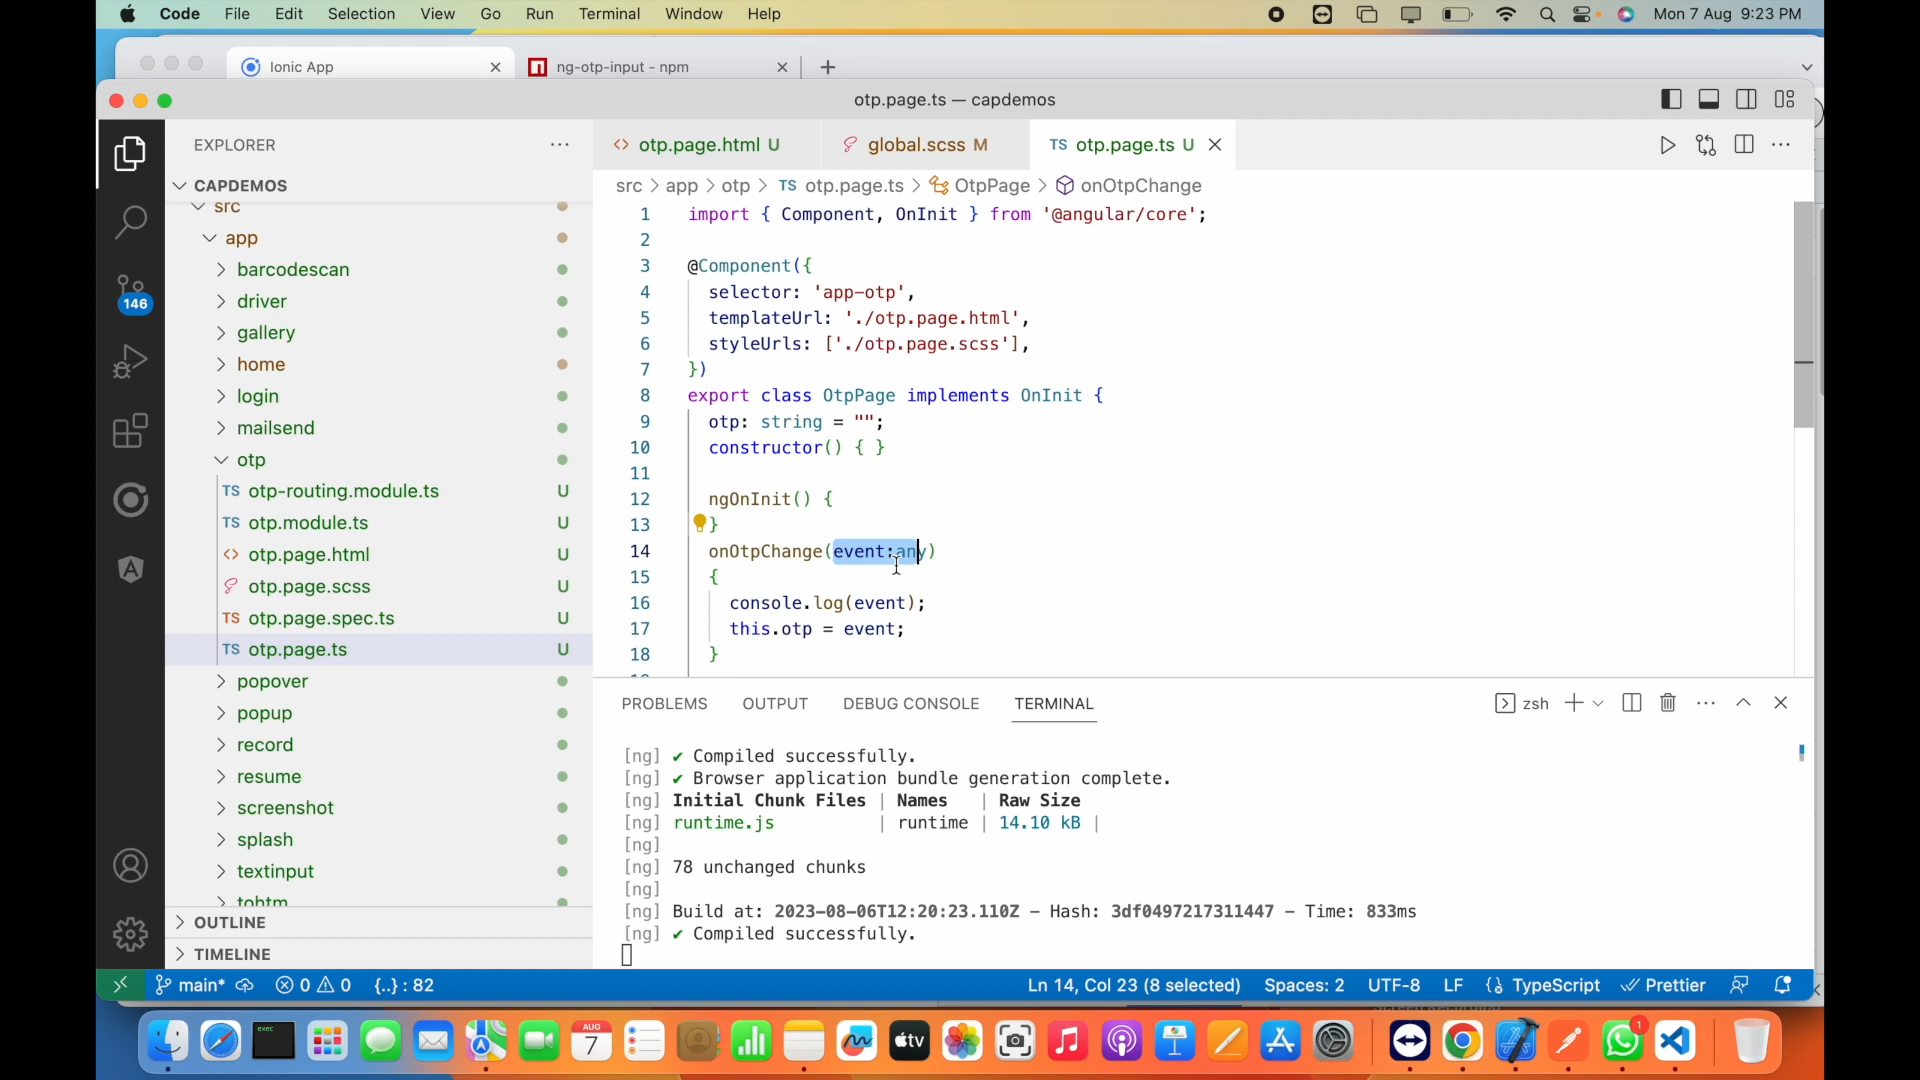 Code File Edit Selection View Go Run Terminal Window Help Mon 7 Aug 9:23 PM
Ionic App
ng-otp-input - npm
otp.page.ts — capdemos
EXPLORER
CAPDEMOS
src
app
barcodescan
driver
gallery
home
login
mailsend
otp
TS otp-routing.module.ts U
TS otp.module.ts U
<> otp.page.html U
otp.page.scss U
TS otp.page.spec.ts U
TS otp.page.ts U
popover
popup
record
resume
screenshot
splash
textinput
tohtm
OUTLINE
TIMELINE
146
<> otp.page.html U
global.scss M
TS otp.page.ts U
src > app > otp > TS otp.page.ts > OtpPage > onOtpChange
1 import { Component, OnInit } from '@angular/core';
2
3 @Component({
4 selector: 'app-otp',
5 templateUrl: './otp.page.html',
6 styleUrls: ['./otp.page.scss'],
7 })
8 export class OtpPage implements OnInit {
9 otp: string = "";
10 constructor() { }
11
12 ngOnInit() {
13 }
14 onOtpChange(event:any)
15 {
16 console.log(event);
17 this.otp = event;
18 }
PROBLEMS OUTPUT DEBUG CONSOLE TERMINAL
zsh
[ng] ✔ Compiled successfully.
[ng] ✔ Browser application bundle generation complete.
[ng] Initial Chunk Files | Names | Raw Size
[ng] runtime.js | runtime | 14.10 kB |
[ng]
[ng] 78 unchanged chunks
[ng]
[ng] Build at: 2023-08-06T12:20:23.110Z - Hash: 3df0497217311447 - Time: 833ms
[ng] ✔ Compiled successfully.
main* 0 0 {..} : 82 Ln 14, Col 23 (8 selected) Spaces: 2 UTF-8 LF TypeScript Prettier
exec
AUG
7
tv
1